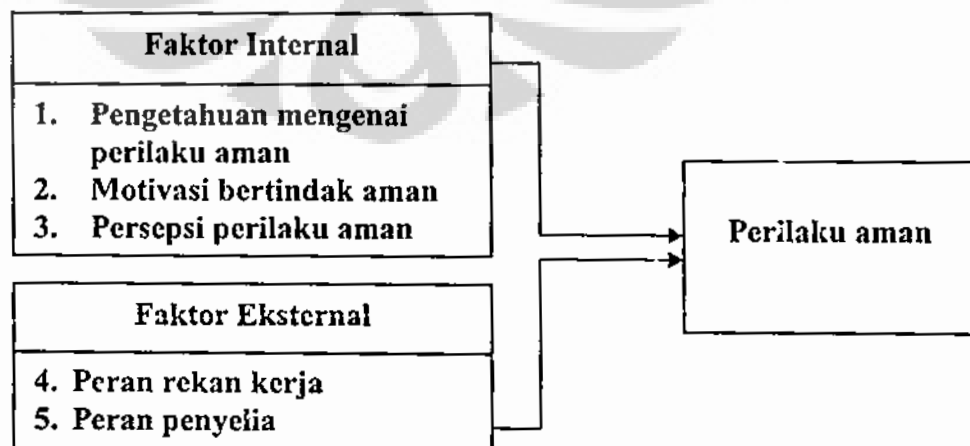 Faktor Internal
1. Pengetahuan mengenai
perilaku aman
2. Motivasi bertindak aman
3. Persepsi perilaku aman
Perilaku aman
Faktor Eksternal
4. Peran rekan kerja
5. Peran penyelia